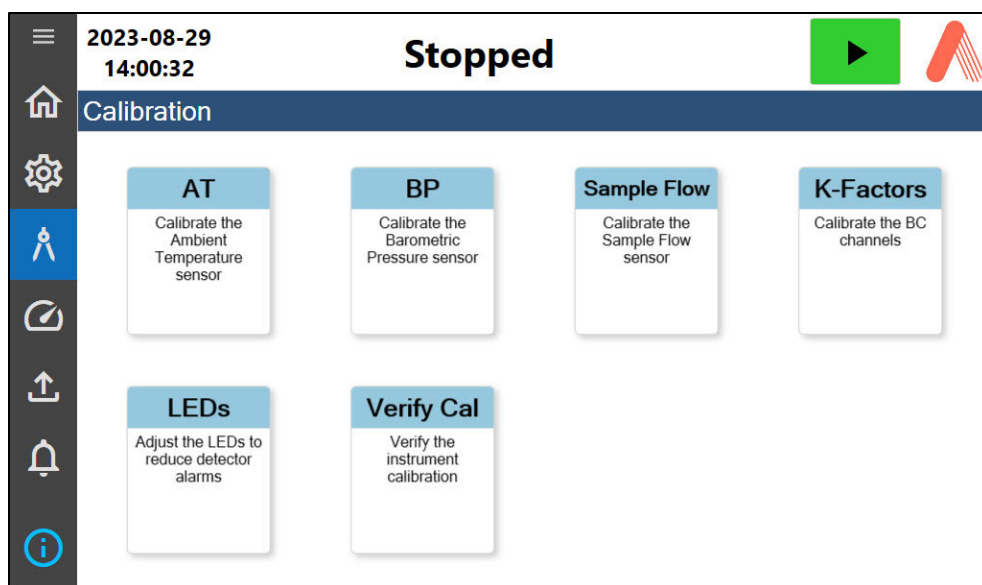 2023-08-29
14:00:32
Stopped
Calibration
AT
Calibrate the
Ambient
Temperature
sensor
BP
Calibrate the
Barometric
Pressure sensor
Sample Flow
Calibrate the
Sample Flow
sensor
K-Factors
Calibrate the BC
channels
LEDs
Adjust the LEDs to
reduce detector
alarms
Verify Cal
Verify the
instrument
calibration